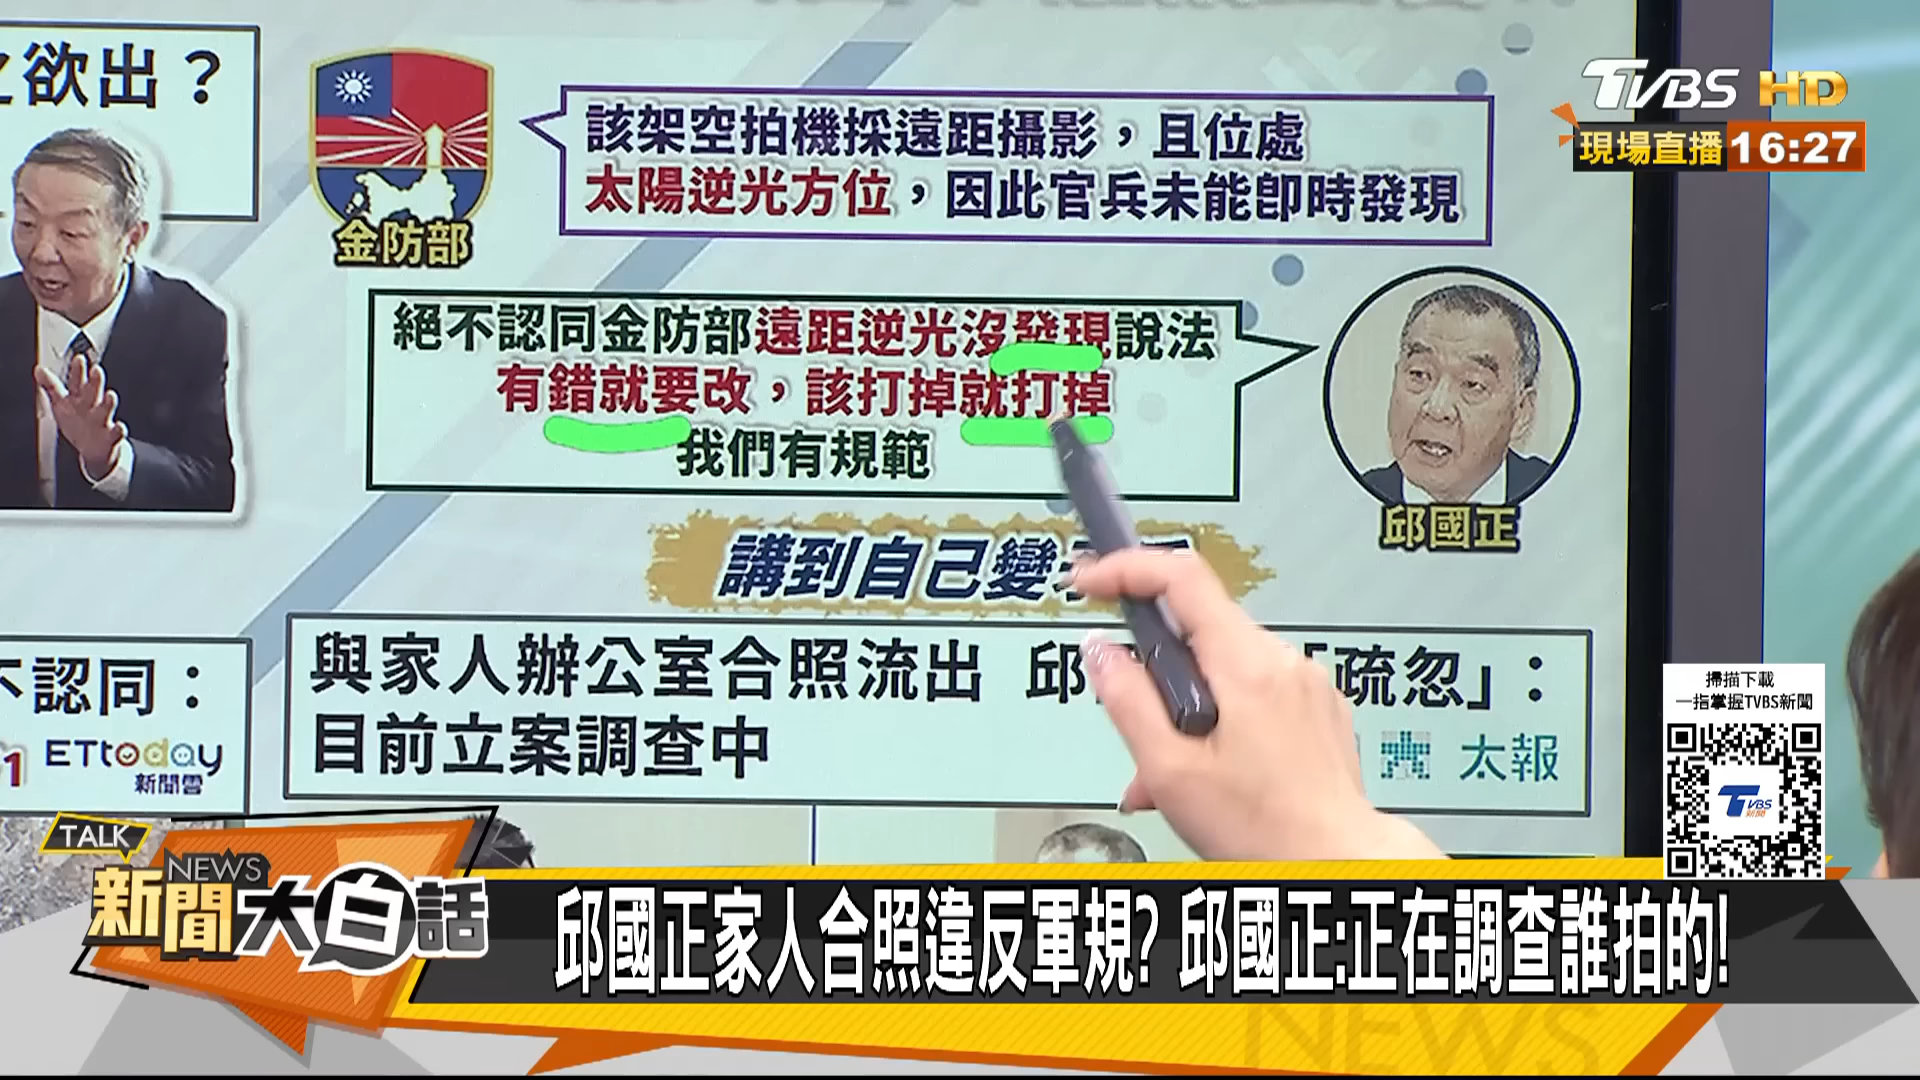 之欲出？
金防部
該架空拍機採遠距攝影，且位處
太陽逆光方位，因此官兵未能即時發現
絕不認同金防部遠距逆光沒發現說法
有錯就要改，該打掉就打掉
我們有規範
邱國正
講到自己變
與家人辦公室合照流出 邱
「疏忽」：
目前立案調查中
太報
不認同：
ETtoday
新聞雲
TVBS HD
現場直播 16:27
掃描下載
一指掌握TVBS新聞
TVBS
新聞
TALK
NEWS
新聞大白話
邱國正家人合照違反軍規? 邱國正:正在調查誰拍的!
NEWS